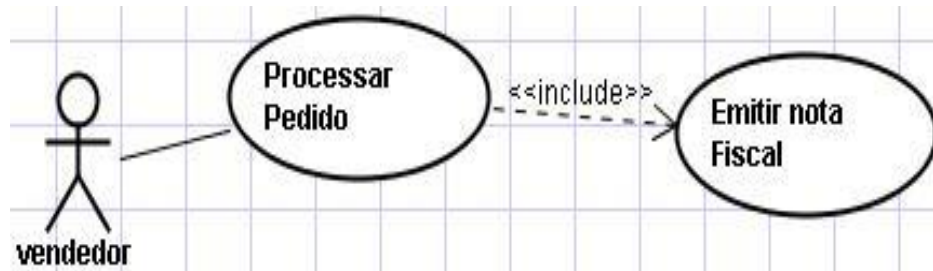 Processar
Pedido
<<include>>
Emitir nota
Fiscal
vendedor